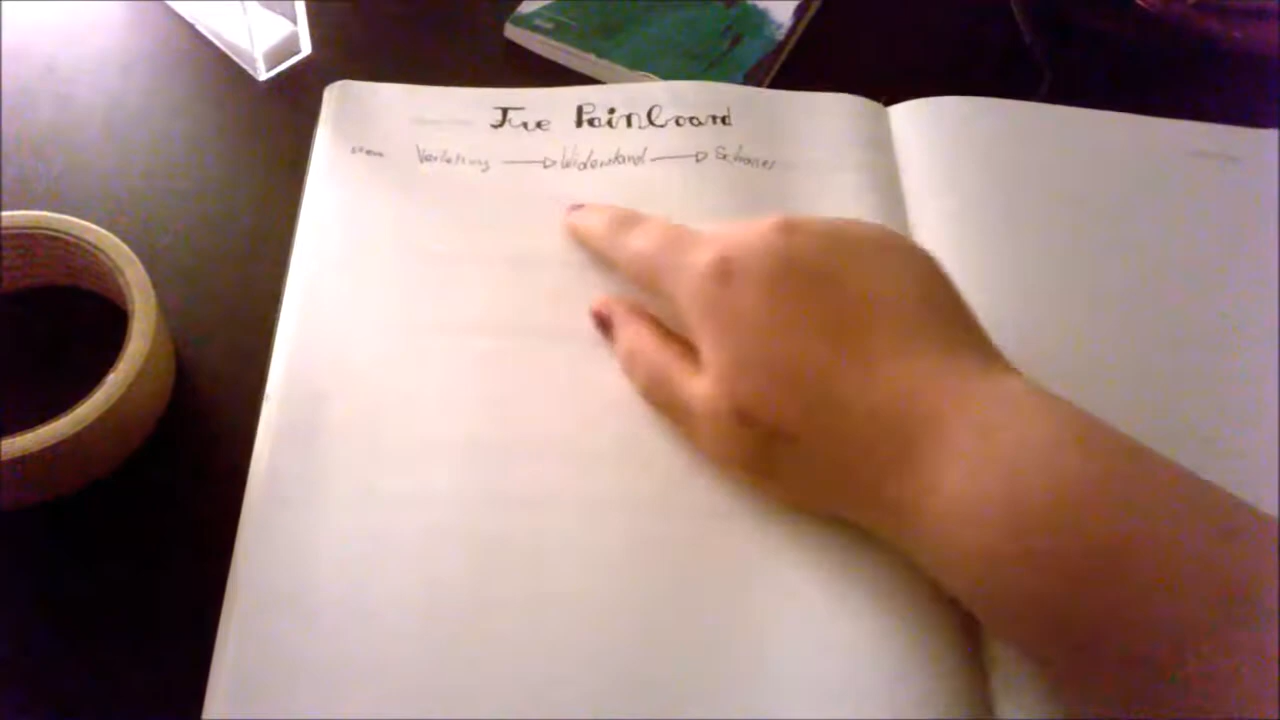 The Painboard
Verletzung → Widerstand → Schmerz